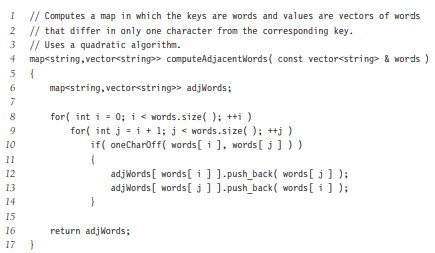 1 // Computes a map in which the keys are words and values are vectors of words
2 // that differ in only one character from the corresponding key.
3 // Uses a quadratic algorithm.
4 map<string,vector<string>> computeAdjacentWords( const vector<string> & words )
5 {
6 map<string,vector<string>> adjWords;
7
8 for( int i = 0; i < words.size( ); ++i )
9 for( int j = i + 1; j < words.size( ); ++j )
10 if( oneCharOff( words[ i ], words[ j ] ) )
11 {
12 adjWords[ words[ i ] ].push_back( words[ j ] );
13 adjWords[ words[ j ] ].push_back( words[ i ] );
14 }
15
16 return adjWords;
17 }